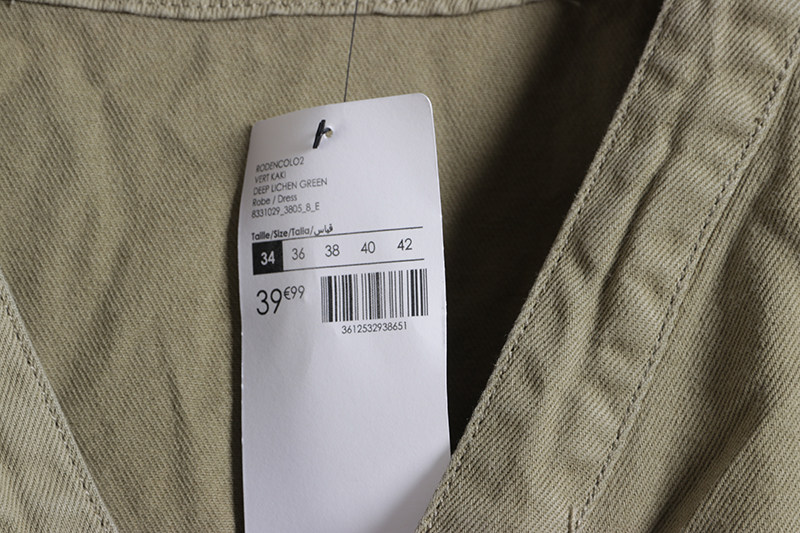 RODENCOLO2
VERT KAKI
DEEP LICHEN GREEN
Robe / Dress
8331029_3805_8_E
Taille/Size/Talla/قياس
34 36 38 40 42
39€99
3612532938651